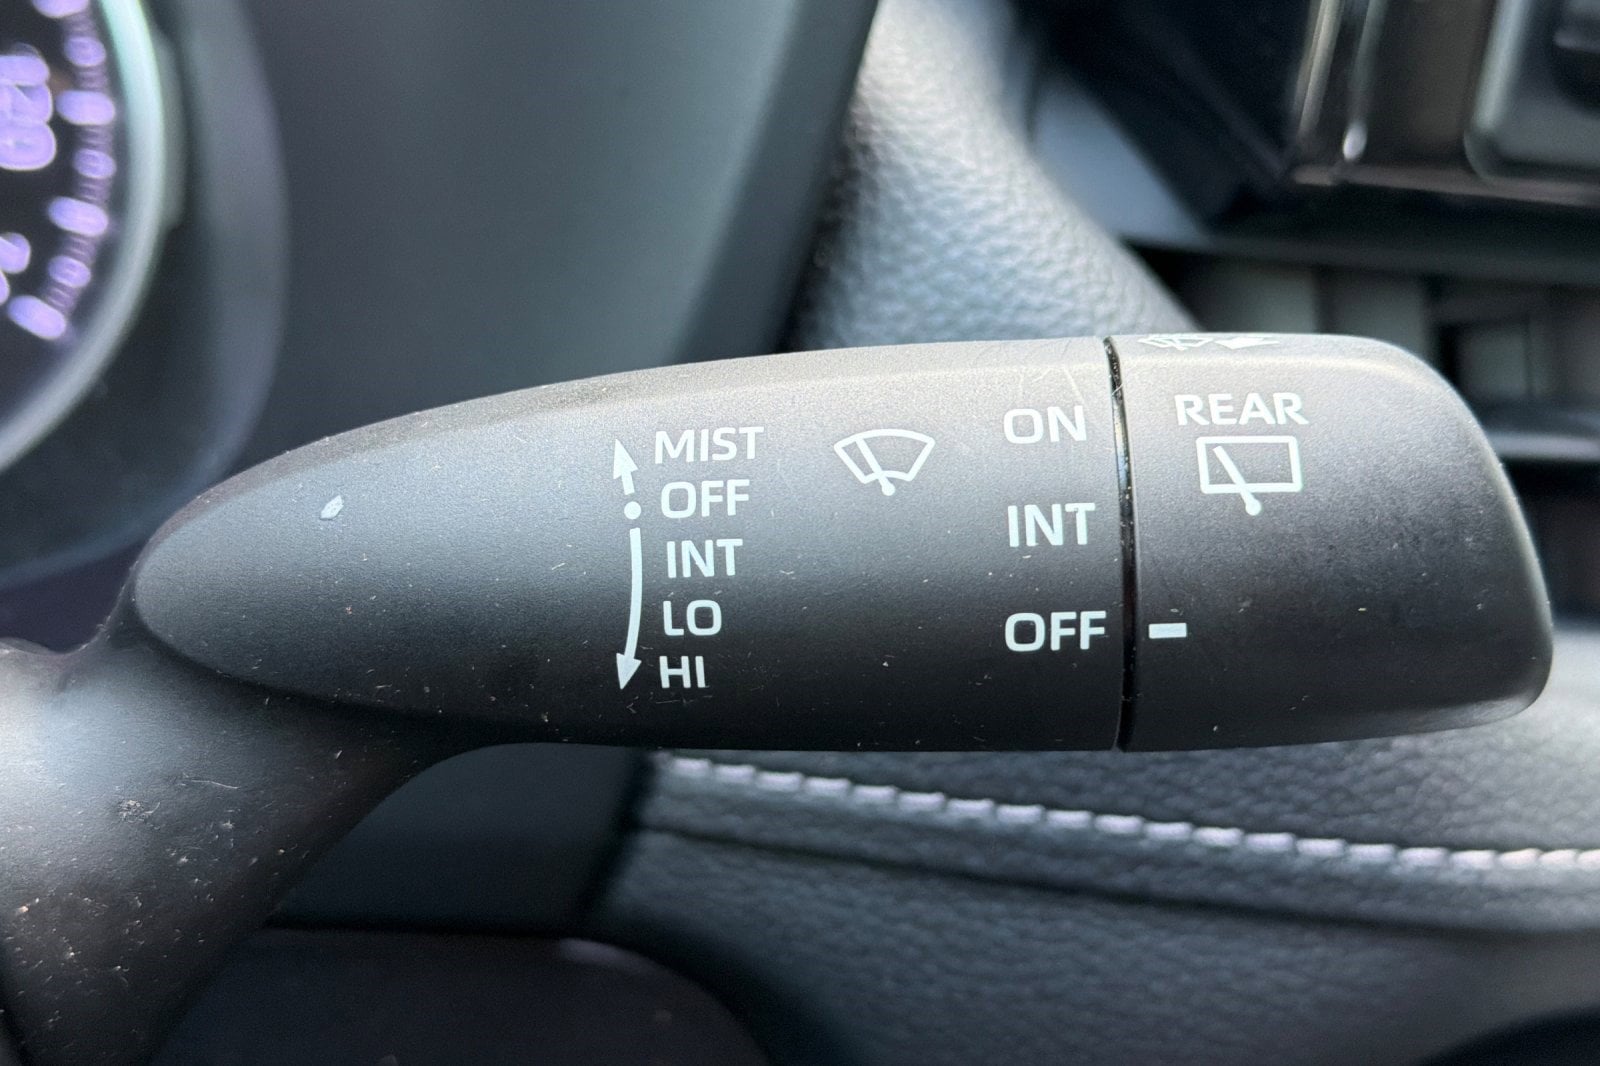 MIST
OFF
INT
LO
HI
ON
INT
OFF
REAR